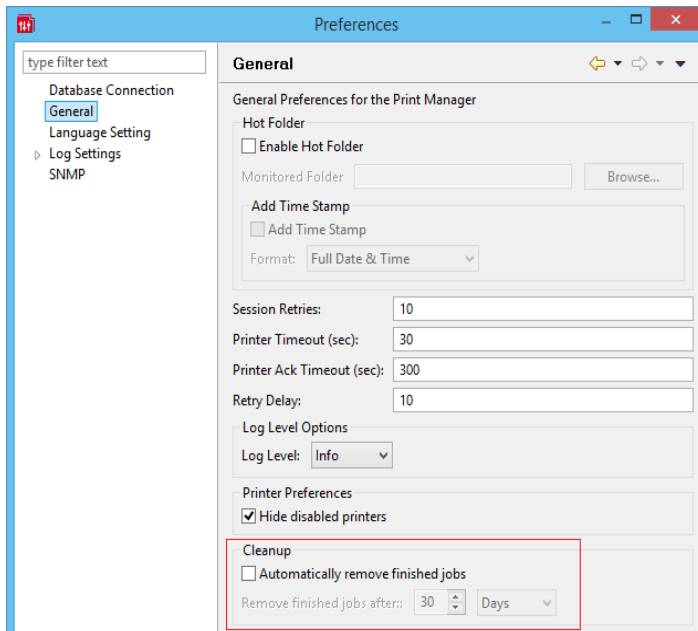 Preferences
type filter text
General
Database Connection
General
Language Setting
Log Settings
SNMP
General Preferences for the Print Manager
Hot Folder
Enable Hot Folder
Monitored Folder Browse...
Add Time Stamp
Add Time Stamp
Format: Full Date & Time
Session Retries: 10
Printer Timeout (sec): 30
Printer Ack Timeout (sec): 300
Retry Delay: 10
Log Level Options
Log Level: Info
Printer Preferences
Hide disabled printers
Cleanup
Automatically remove finished jobs
Remove finished jobs after:: 30 Days